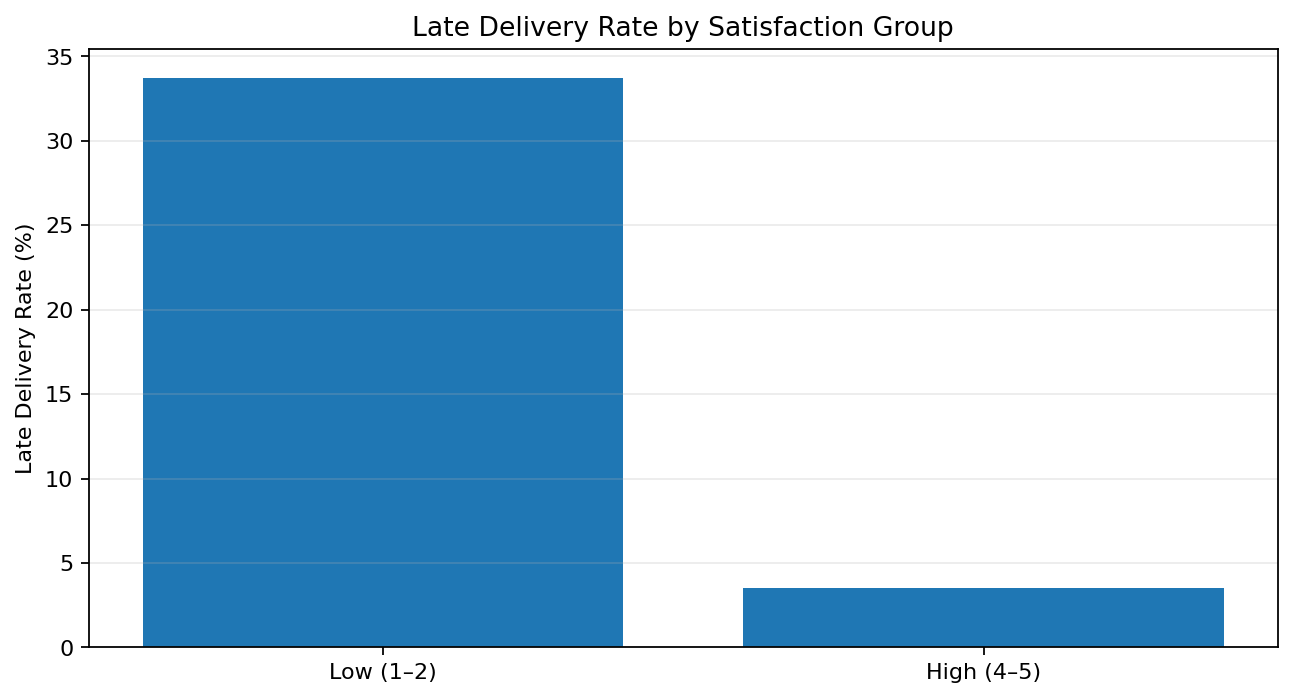 Late Delivery Rate by Satisfaction Group
Late Delivery Rate (%)
35
30
25
20
15
10
5
0
Low (1–2)
High (4–5)